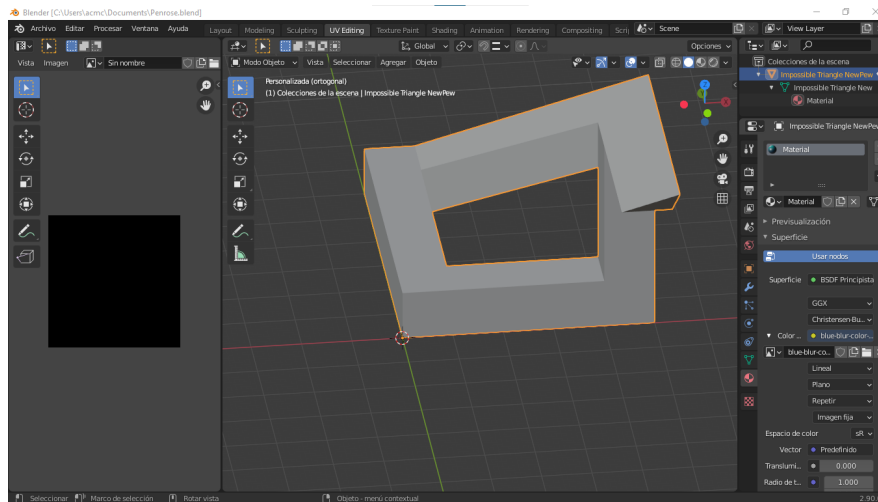 Blender [C:\Users\acmc\Documents\Penrose.blend]
Archivo Editar Procesar Ventana Ayuda Layout Modeling Sculpting UV Editing Texture Paint Shading Animation Rendering Compositing Scrij Scene View Layer
Global Opciones
Vista Imagen Sin nombre Modo Objeto Vista Seleccionar Agregar Objeto Colecciones de la escena
Personalizada (ortogonal)
(1) Colecciones de la escena | Impossible Triangle NewPew
Impossible Triangle NewPew
Impossible Triangle New
Material
Impossible Triangle NewPew
Material
Material
Previsualización
Superficie
Usar nodos
Superficie BSDF Principista
GGX
Christensen-Bu...
Color ... blue-blur-color-...
blue-blur-co...
Lineal
Plano
Repetir
Imagen fija
Espacio de color sR
Vector Predefinido
Translumi... 0.000
Radio de t... 1.000
Seleccionar Marco de selección Rotar vista Objeto - menú contextual 2.90